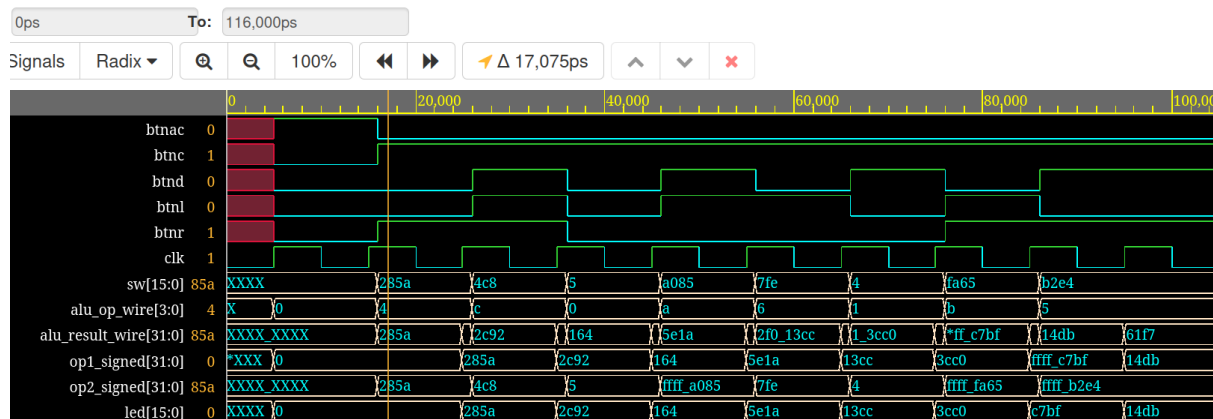 0ps To: 116,000ps
Signals Radix 100% Δ 17,075ps
0 20,000 40,000 60,000 80,000 100,0
btnac 0
btnc 1
btnd 0
btnl 0
btnr 1
clk 1
sw[15:0] 85a XXXX 285a 4c8 5 a085 7fe 4 fa65 b2e4
alu_op_wire[3:0] 4 X 0 4 c 0 a 6 1 b 5
alu_result_wire[31:0] 85a XXXX_XXXX 285a 2c92 164 5e1a 2f0_13cc 1_3cc0 *ff_c7bf 14db 61f7
op1_signed[31:0] 0 *XXX 0 285a 2c92 164 5e1a 13cc 3cc0 ffff_c7bf 14db
op2_signed[31:0] 85a XXXX_XXXX 285a 4c8 5 ffff_a085 7fe 4 ffff_fa65 ffff_b2e4
led[15:0] 0 XXXX 0 285a 2c92 164 5e1a 13cc 3cc0 c7bf 14db